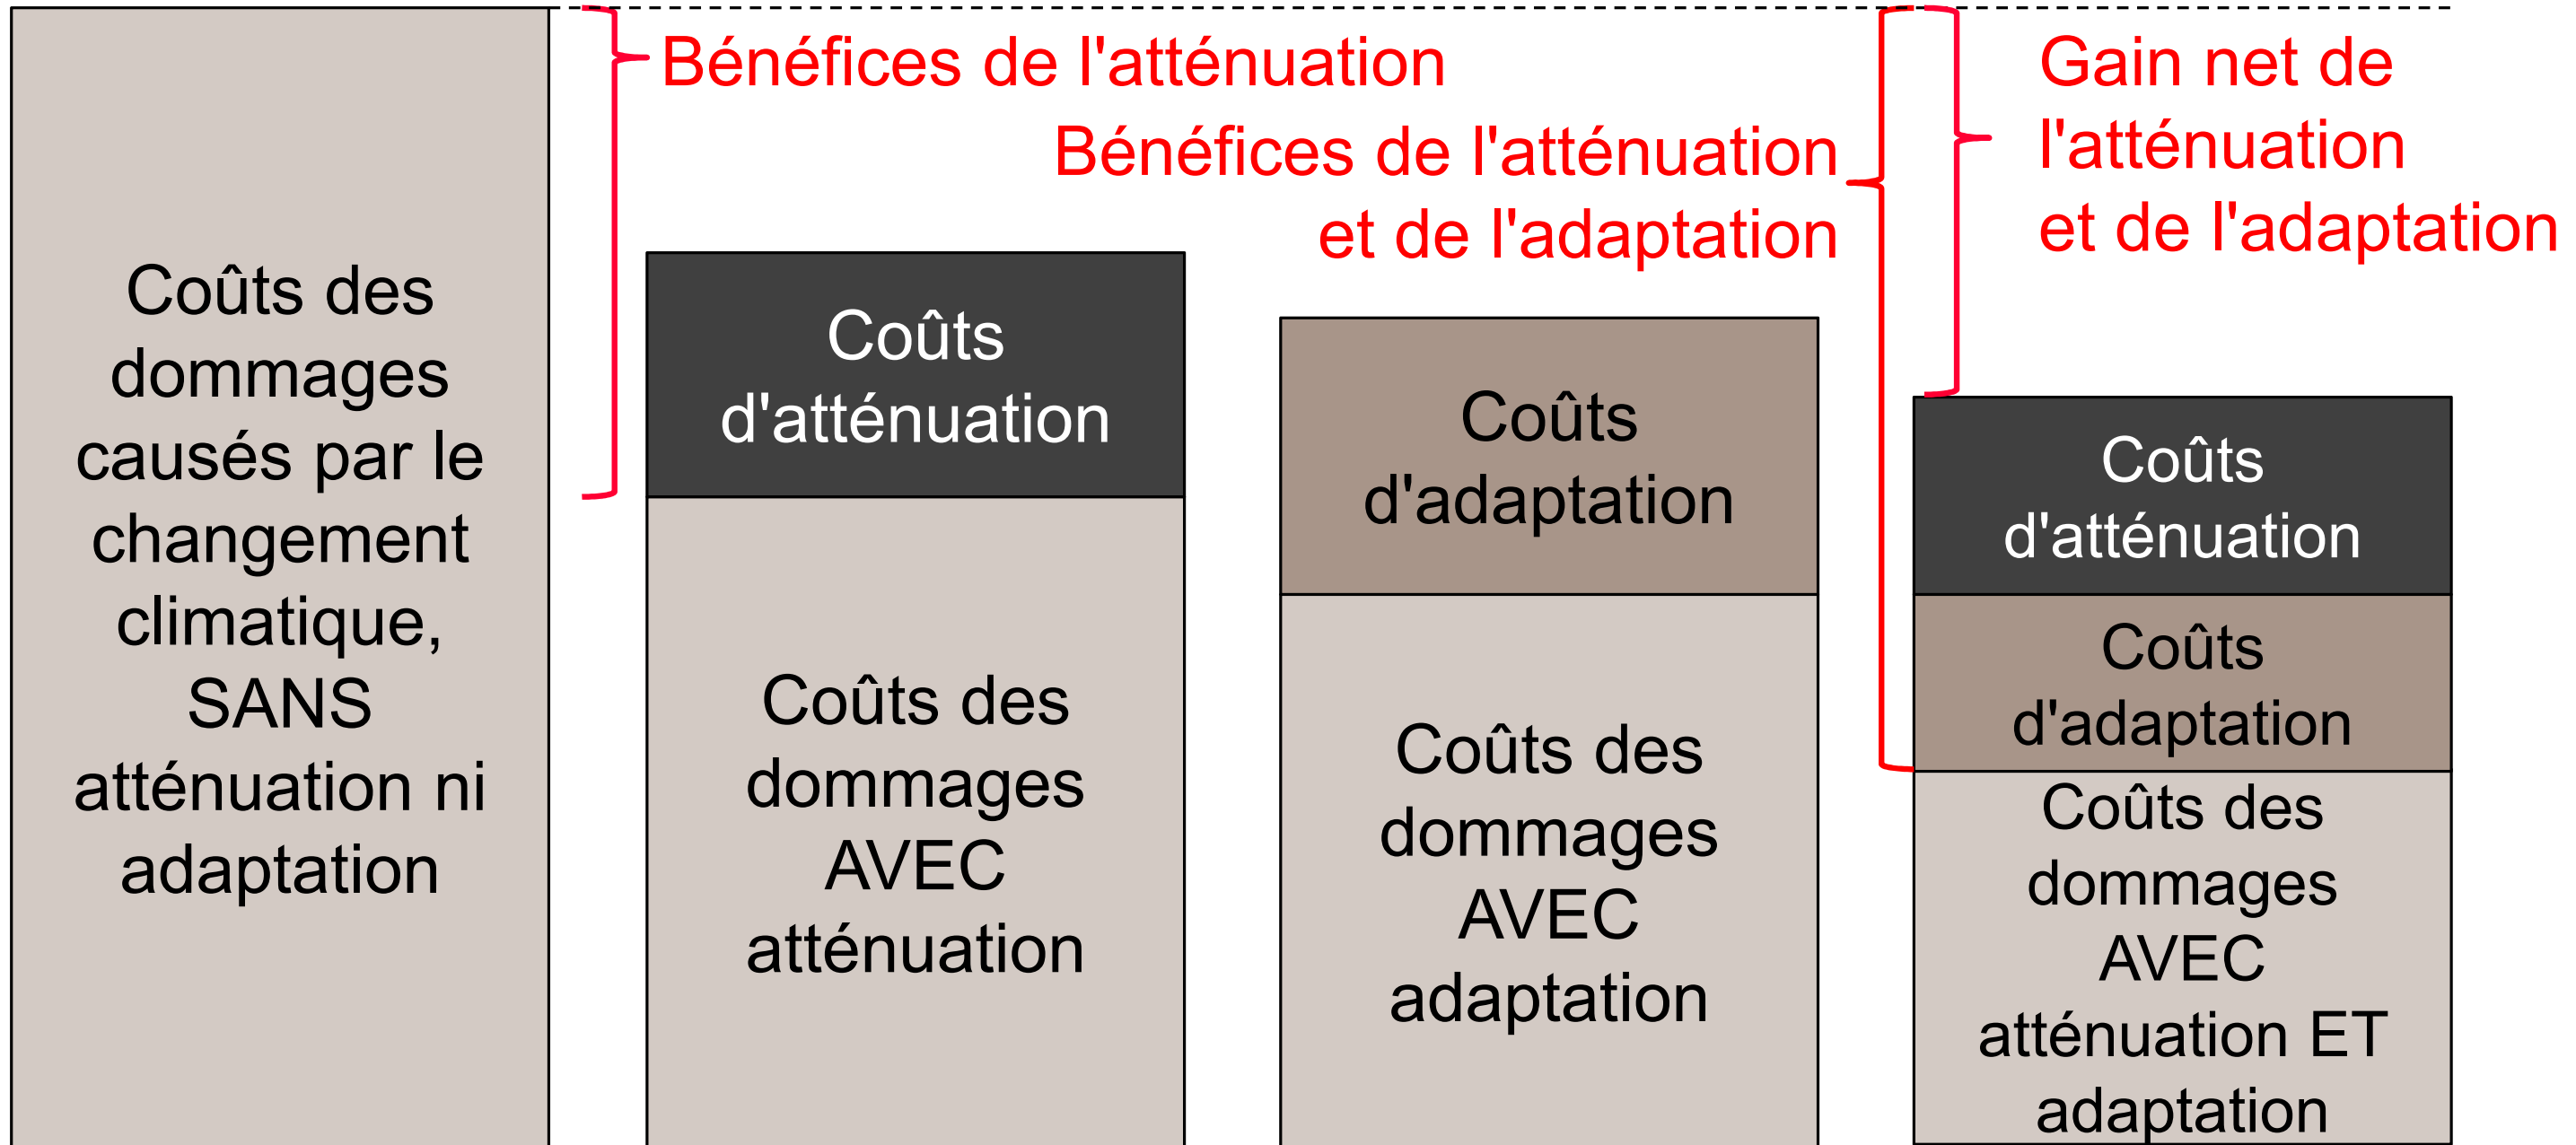 Coûts des
dommages
causés par le
changement
climatique,
SANS
atténuation ni
adaptation
Bénéfices de l'atténuation
Coûts
d'atténuation
Coûts des
dommages
AVEC
atténuation
Bénéfices de l'atténuation
et de l'adaptation
Coûts
d'adaptation
Coûts des
dommages
AVEC
adaptation
Gain net de
l'atténuation
et de l'adaptation
Coûts
d'atténuation
Coûts
d'adaptation
Coûts des
dommages
AVEC
atténuation ET
adaptation